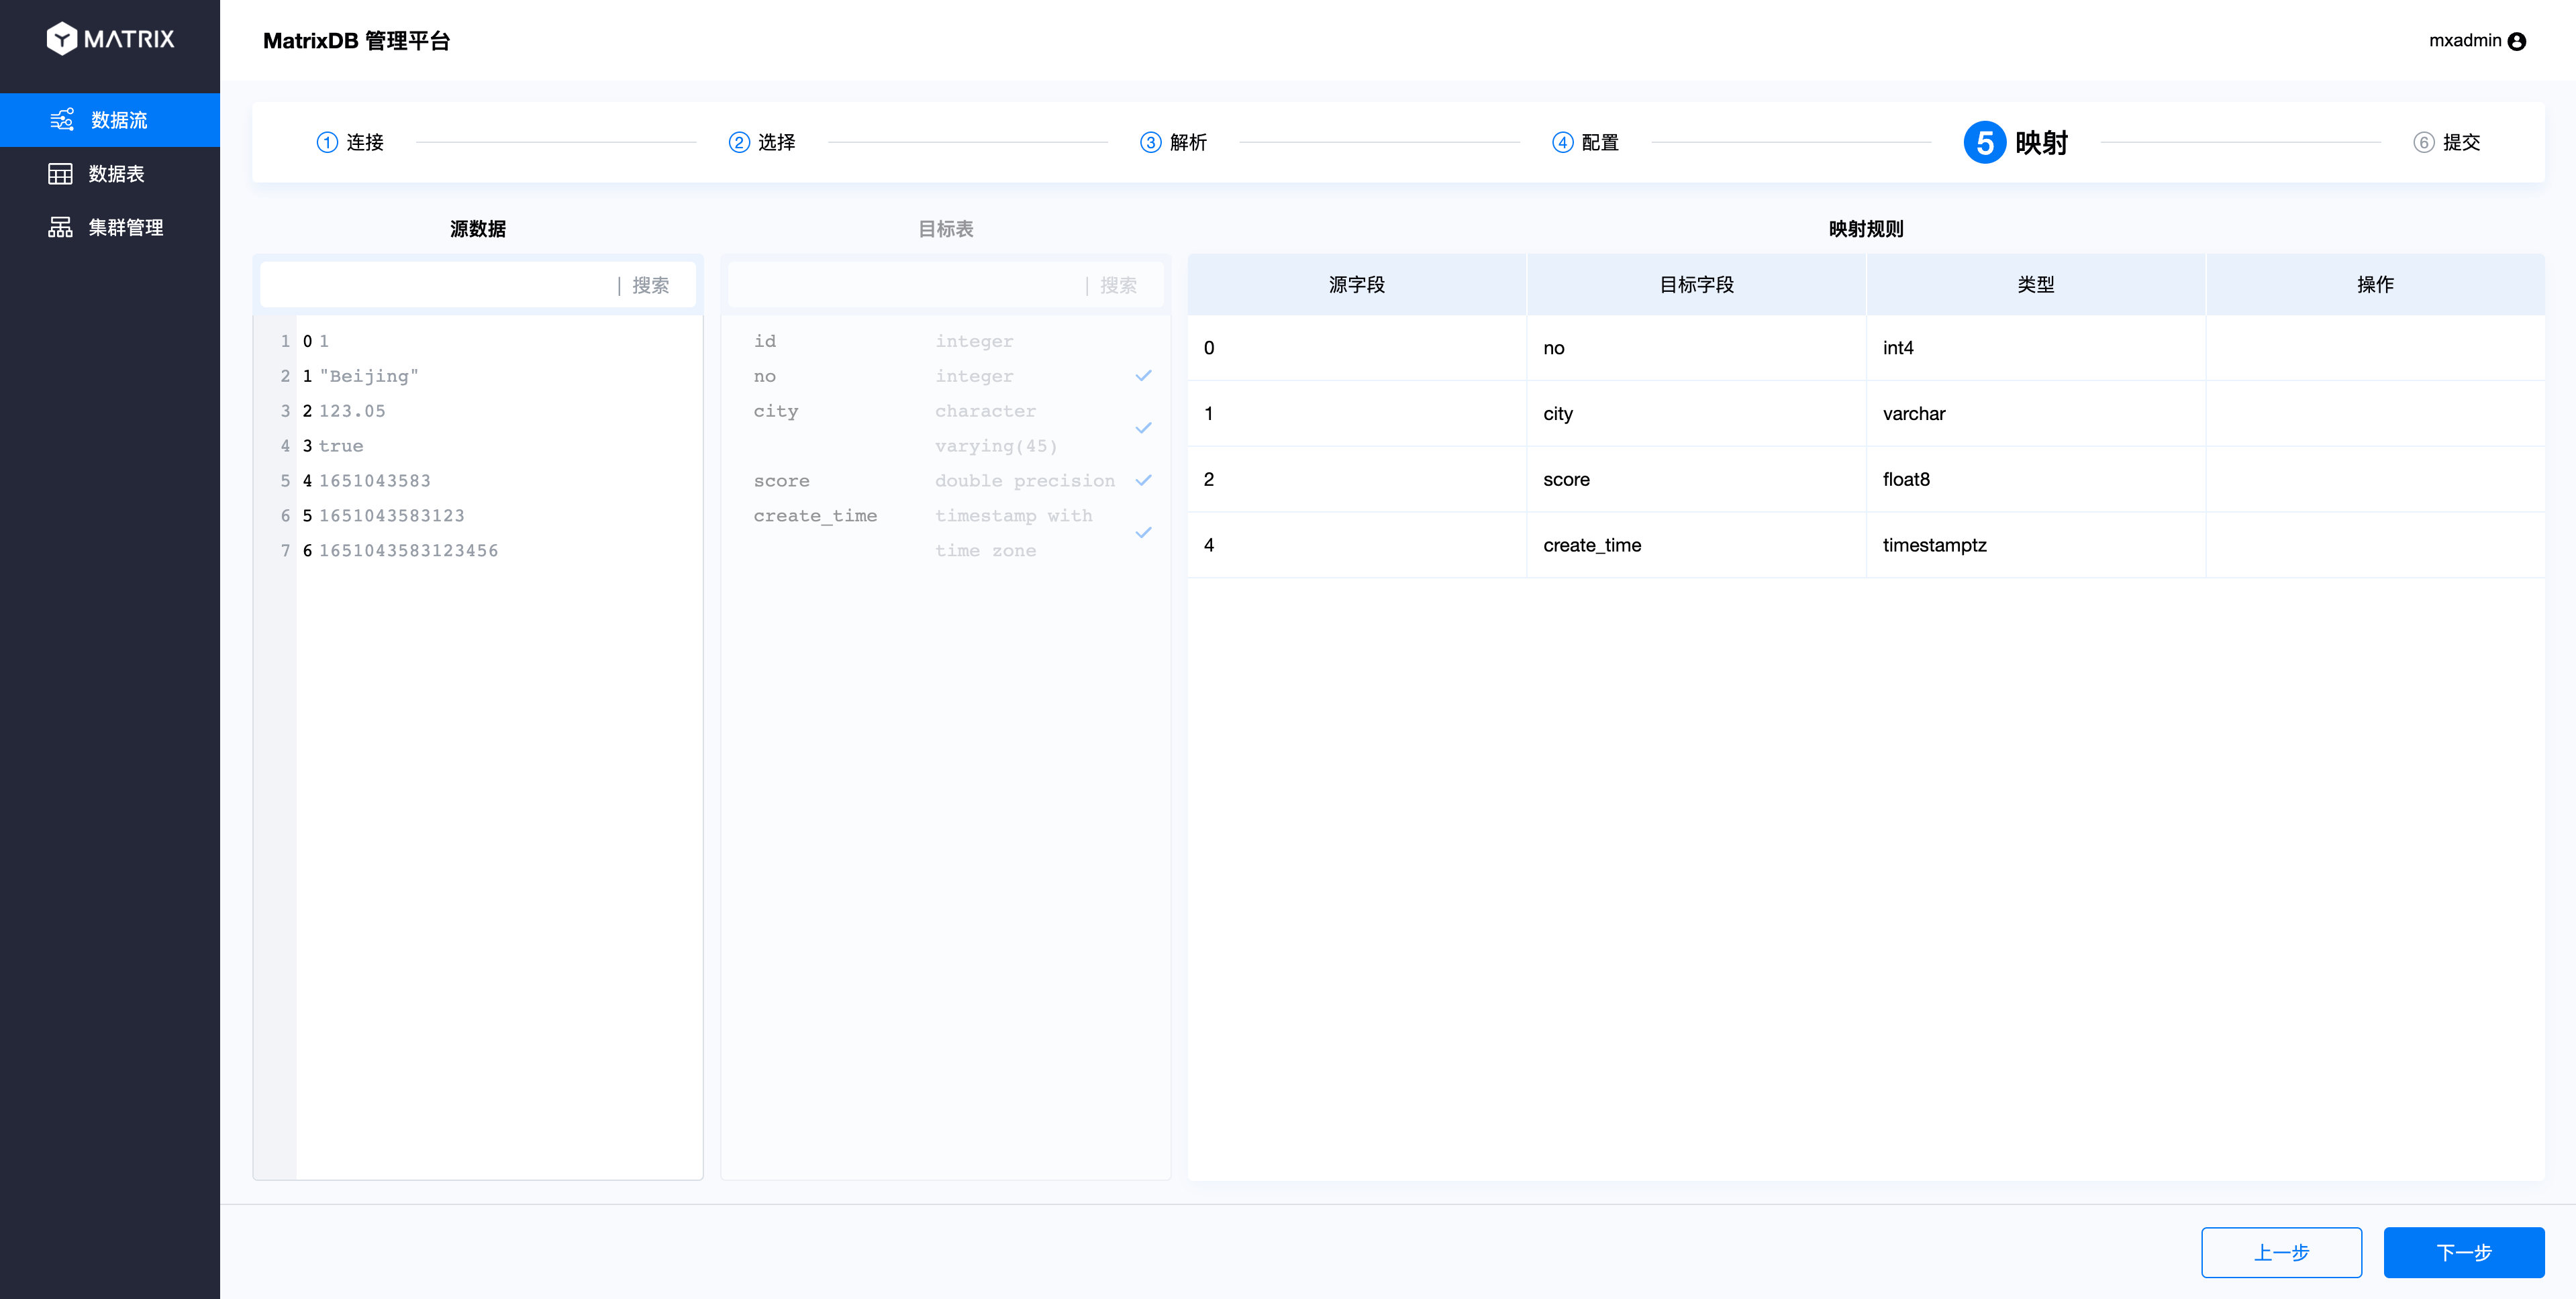 MATRIX
MatrixDB 管理平台
mxadmin
数据流
数据表
集群管理
1 连接
2 选择
3 解析
4 配置
5 映射
6 提交
源数据
| 搜索
1 0 1
2 1 "Beijing"
3 2 123.05
4 3 true
5 4 1651043583
6 5 1651043583123
7 6 1651043583123456
目标表
| 搜索
id integer
no integer
city character
varying(45)
score double precision
create_time timestamp with
time zone
映射规则
源字段 目标字段 类型 操作
0 no int4
1 city varchar
2 score float8
4 create_time timestamptz
上一步
下一步